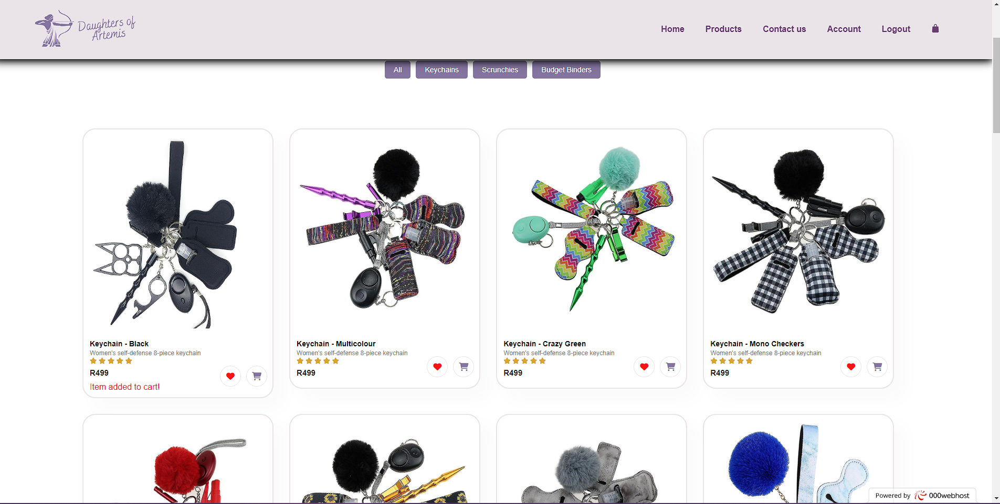 Daughters of
Artemis
Home Products Contact us Account Logout
All Keychains Scrunchies Budget Binders
Keychain - Black
Women's self-defense 8-piece keychain
R499
Item added to cart!
Keychain - Multicolour
Women's self-defense 8-piece keychain
R499
Keychain - Crazy Green
Women's self-defense 8-piece keychain
R499
Keychain - Mono Checkers
Women's self-defense 8-piece keychain
R499
Powered by 000webhost